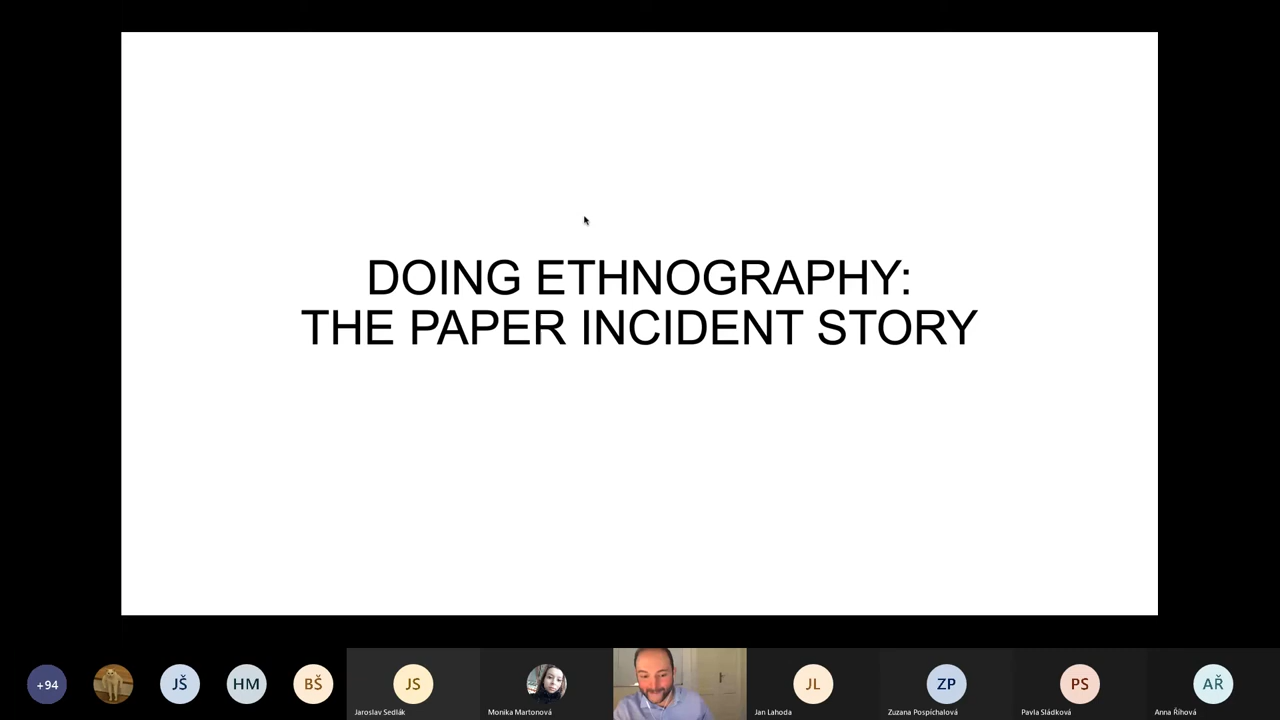 DOING ETHNOGRAPHY:
THE PAPER INCIDENT STORY
+94
JŠ
HM
BŠ
JS
Jaroslav Sedlák
Monika Martonová
JL
Jan Lahoda
ZP
Zuzana Pospíchalová
PS
Pavla Sládková
AŘ
Anna Říhová